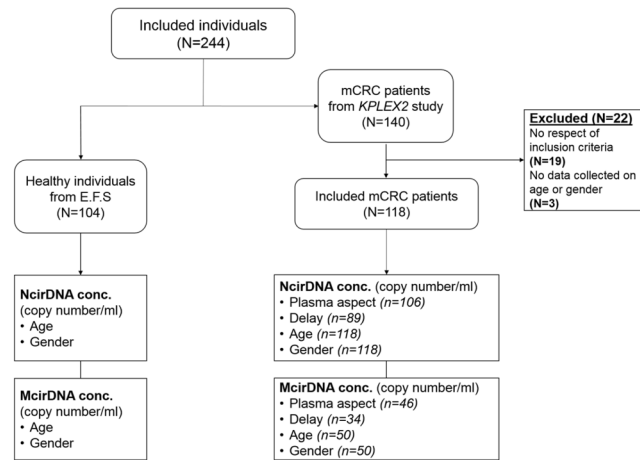 Included individuals
(N=244)
mCRC patients
from KPLEX2 study
(N=140)
Excluded (N=22)
No respect of
inclusion criteria
(N=19)
No data collected on
age or gender
(N=3)
Healthy individuals
from E.F.S
(N=104)
Included mCRC patients
(N=118)
NcirDNA conc.
(copy number/ml)
• Age
• Gender
NcirDNA conc. (copy number/ml)
• Plasma aspect (n=106)
• Delay (n=89)
• Age (n=118)
• Gender (n=118)
McirDNA conc.
(copy number/ml)
• Age
• Gender
McirDNA conc. (copy number/ml)
• Plasma aspect (n=46)
• Delay (n=34)
• Age (n=50)
• Gender (n=50)